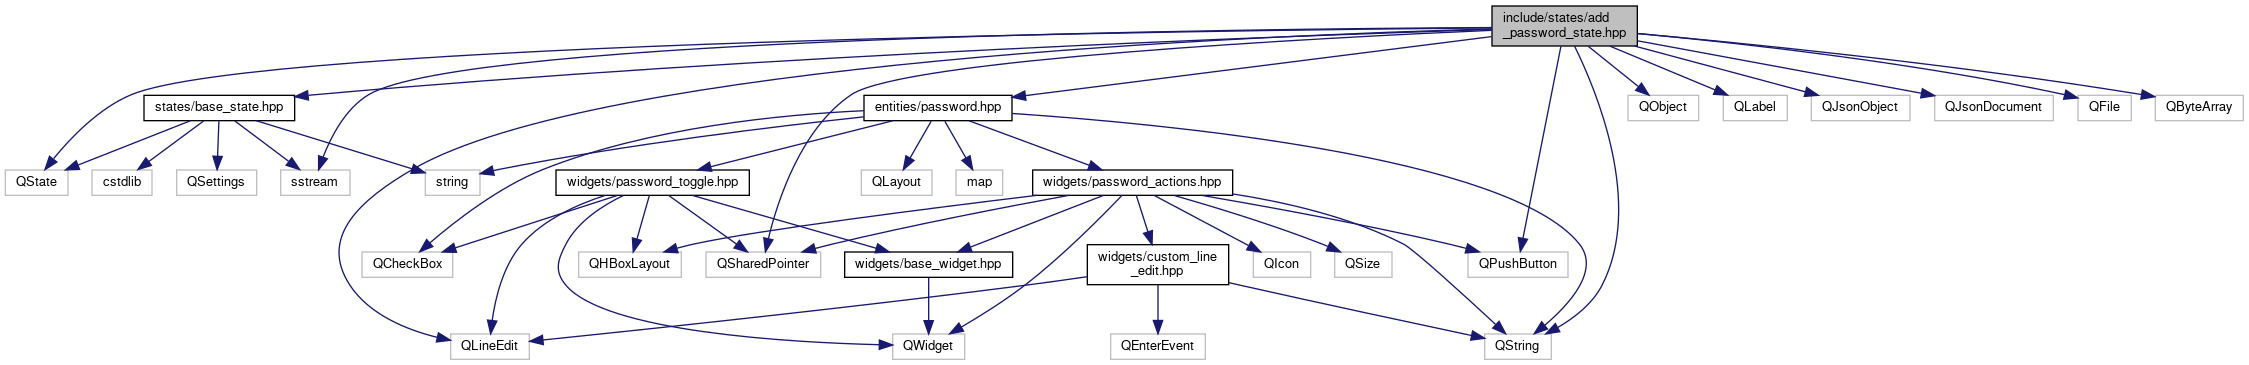 include/states/add
_password_state.hpp
states/base_state.hpp
entities/password.hpp
QObject
QLabel
QJsonObject
QJsonDocument
QFile
QByteArray
QState
cstdlib
QSettings
sstream
string
widgets/password_toggle.hpp
QLayout
map
widgets/password_actions.hpp
QCheckBox
QHBoxLayout
QSharedPointer
widgets/base_widget.hpp
widgets/custom_line
_edit.hpp
QIcon
QSize
QPushButton
QLineEdit
QWidget
QEnterEvent
QString